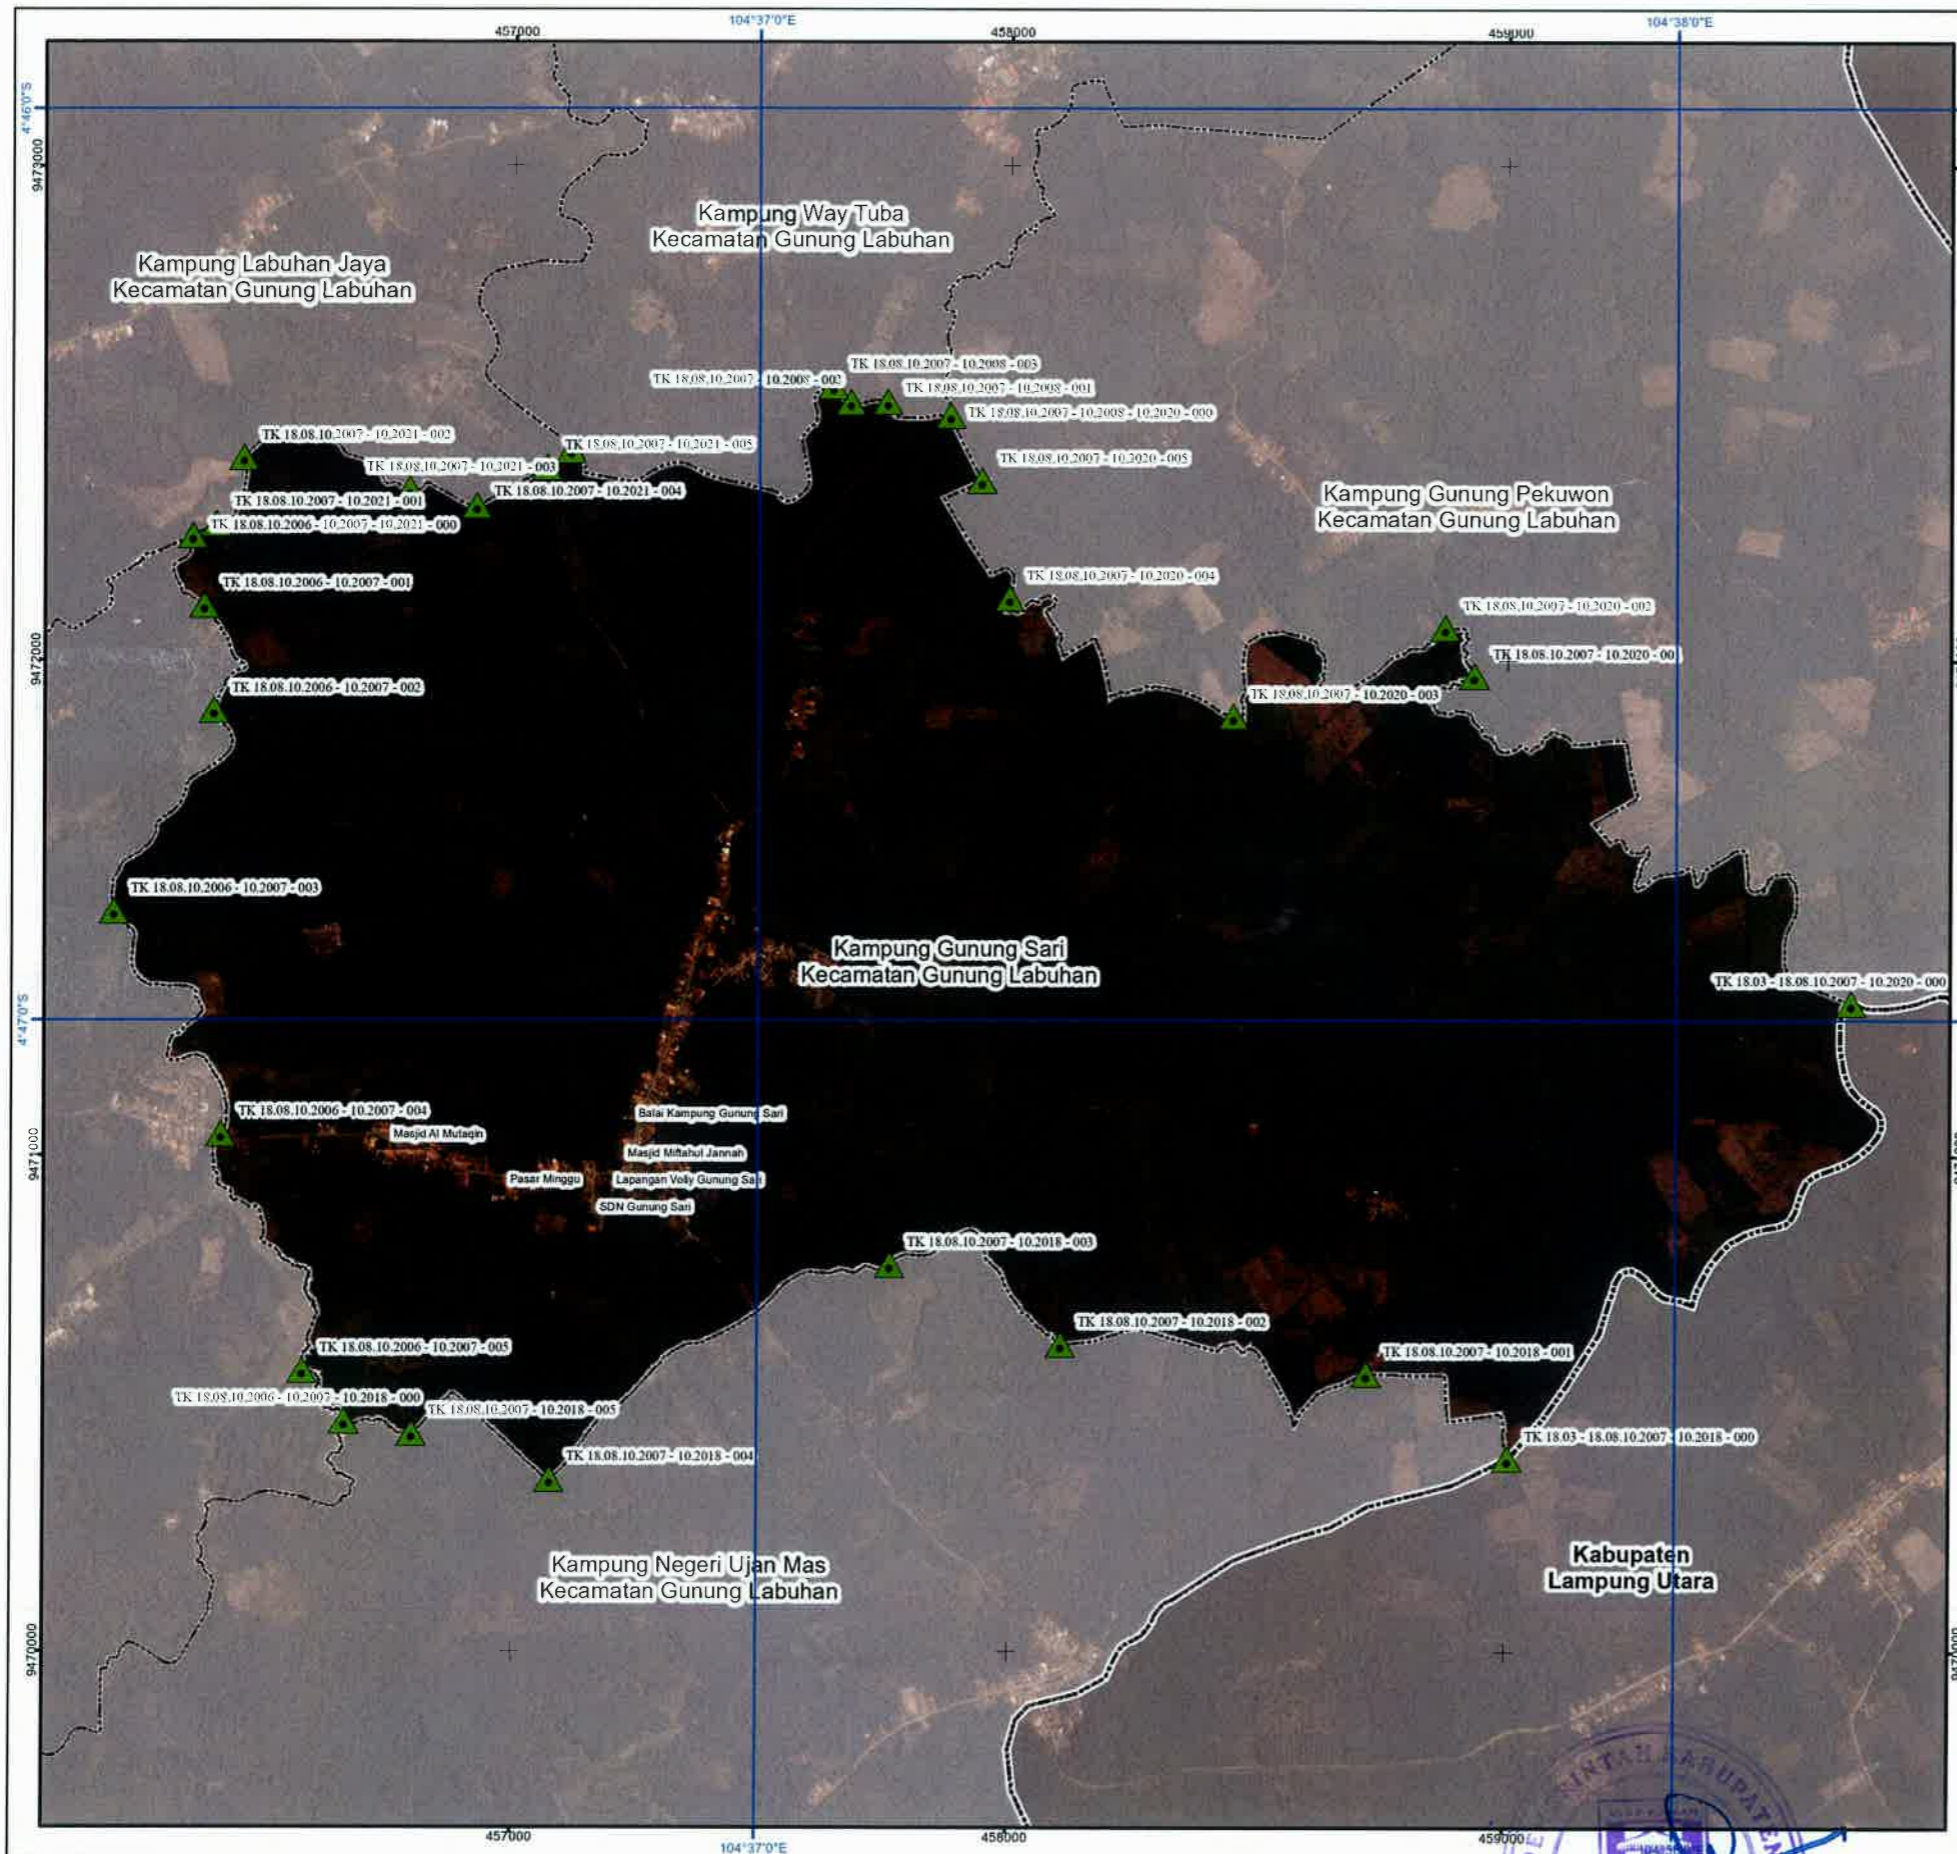 104°37'0"E
104°38'0"E
457000
458000
459000
4°46'0"S
9473000
Kampung Way Tuba
Kecamatan Gunung Labuhan
Kampung Labuhan Jaya
Kecamatan Gunung Labuhan
TK 18.08.10.2007 - 10.2008 - 003
TK 18.08.10.2007 - 10.2008 - 002
TK 18.08.10.2007 - 10.2008 - 001
TK 18.08.10.2007 - 10.2008 - 10.2020 - 000
TK 18.08.10.2007 - 10.2021 - 002
TK 18.08.10.2007 - 10.2021 - 005
TK 18.08.10.2007 - 10.2021 - 003
TK 18.08.10.2007 - 10.2020 - 005
TK 18.08.10.2007 - 10.2021 - 004
TK 18.08.10.2007 - 10.2021 - 001
Kampung Gunung Pekuwon
Kecamatan Gunung Labuhan
TK 18.08.10.2006 - 10.2007 - 10.2021 - 000
TK 18.08.10.2006 - 10.2007 - 001
TK 18.08.10.2007 - 10.2020 - 004
TK 18.08.10.2007 - 10.2020 - 002
9472000
TK 18.08.10.2007 - 10.2020 - 00
TK 18.08.10.2006 - 10.2007 - 002
TK 18.08.10.2007 - 10.2020 - 003
TK 18.08.10.2006 - 10.2007 - 003
Kampung Gunung Sari
Kecamatan Gunung Labuhan
TK 18.03 - 18.08.10.2007 - 10.2020 - 000
4°47'0"S
TK 18.08.10.2006 - 10.2007 - 004
Balai Kampung Gunung Sari
Masjid Al Mutaqin
9471000
Masjid Miftahul Jannah
Pasar Minggu
Lapangan Volly Gunung Sari
SDN Gunung Sari
TK 18.08.10.2007 - 10.2018 - 003
TK 18.08.10.2007 - 10.2018 - 002
TK 18.08.10.2006 - 10.2007 - 005
TK 18.08.10.2007 - 10.2018 - 001
TK 18.08.10.2006 - 10.2007 - 10.2018 - 000
TK 18.08.10.2007 - 10.2018 - 005
TK 18.03 - 18.08.10.2007 - 10.2018 - 000
TK 18.08.10.2007 - 10.2018 - 004
Kampung Negeri Ujan Mas
Kecamatan Gunung Labuhan
Kabupaten
Lampung Utara
9470000
457000
458000
459000
104°37'0"E